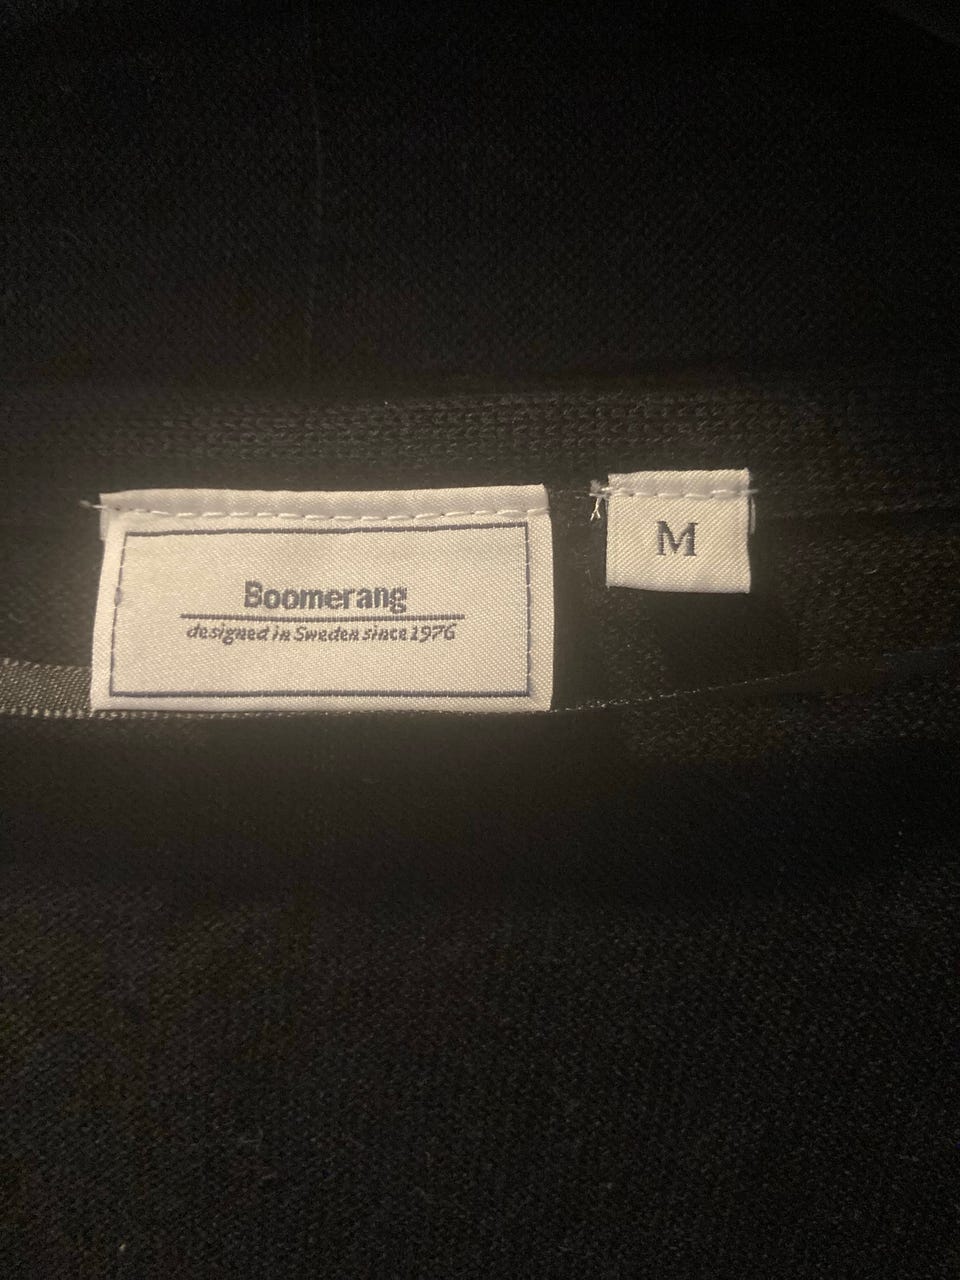 Boomerang
designed in Sweden since 1976
M